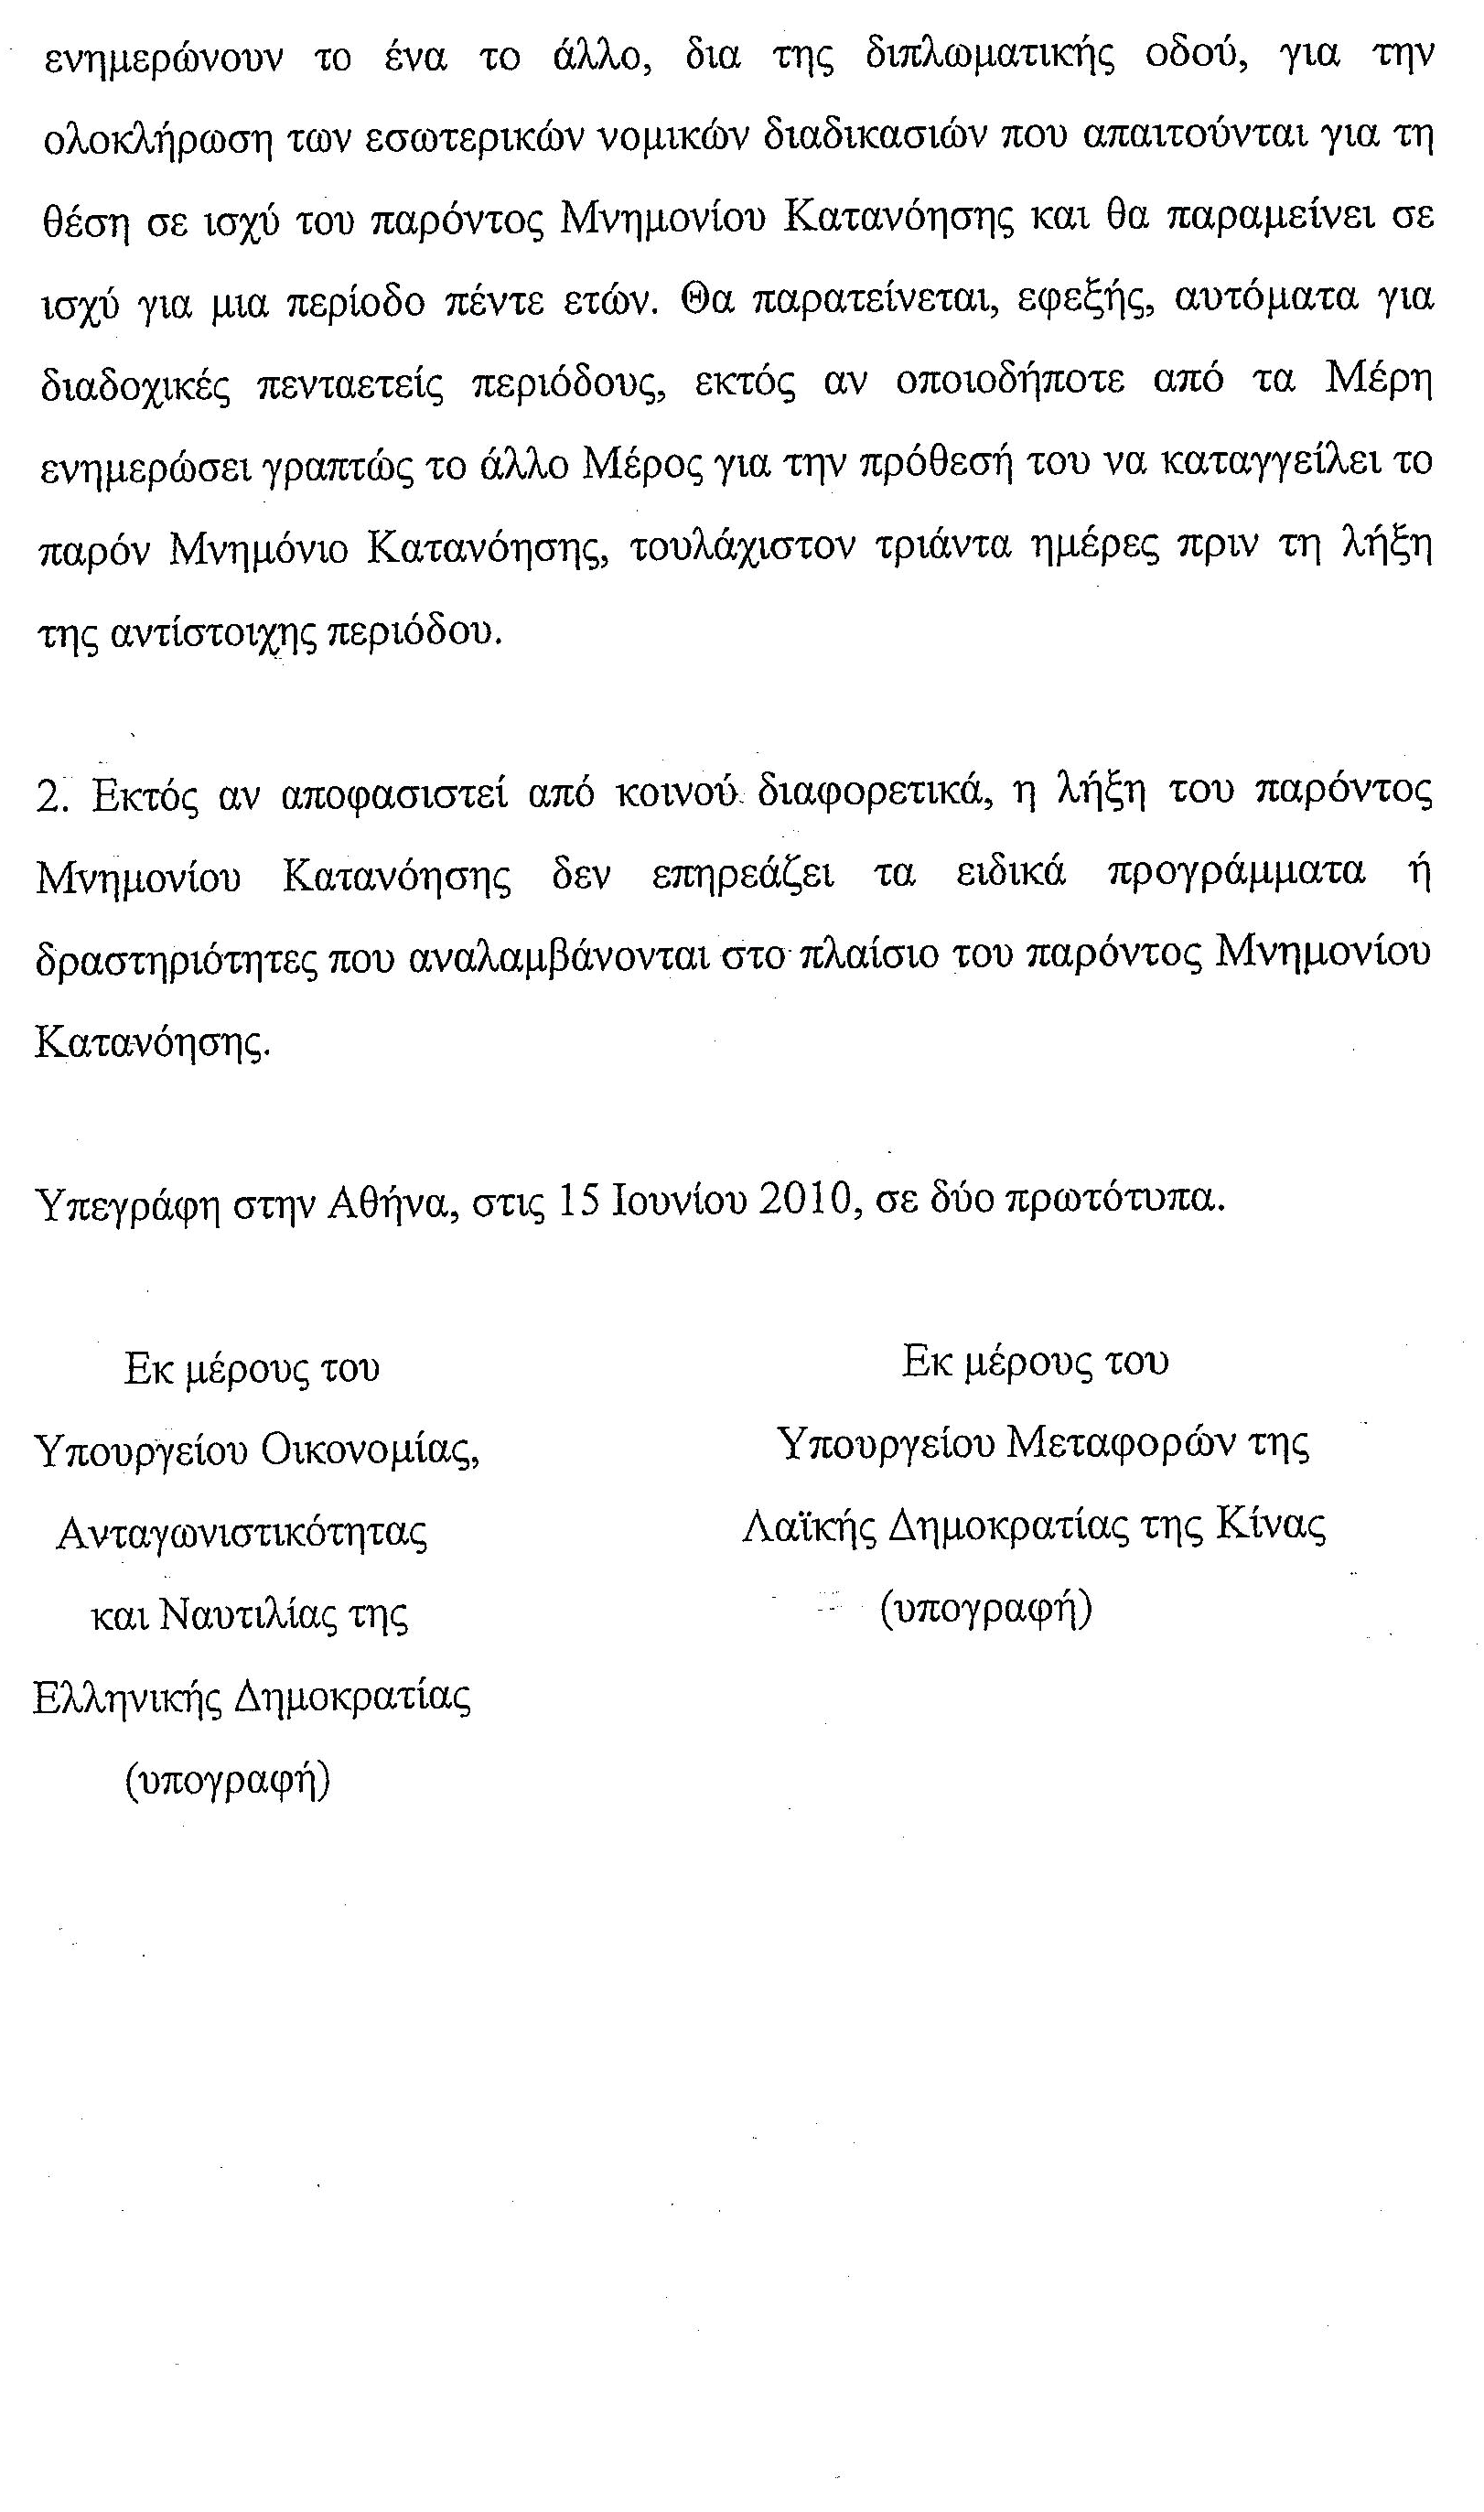 ενημερώνουν το ένα το άλλο, δια της διπλωματικής οδού, για την
ολοκλήρωση των εσωτερικών νομικών διαδικασιών που απαιτούνται για τη
θέση σε ισχύ του παρόντος Μνημονίου Κατανόησης και θα παραμείνει σε
ισχύ για μια περίοδο πέντε ετών. Θα παρατείνεται, εφεξής, αυτόματα για
διαδοχικές πενταετείς περιόδους, εκτός αν οποιοδήποτε από τα Μέρη
ενημερώσει γραπτώς το άλλο Μέρος για την πρόθεσή του να καταγγείλει το
παρόν Μνημόνιο Κατανόησης, τουλάχιστον τριάντα ημέρες πριν τη λήξη
της αντίστοιχης περιόδου.
2. Εκτός αν αποφασιστεί από κοινού διαφορετικά, η λήξη του παρόντος
Μνημονίου Κατανόησης δεν επηρεάζει τα ειδικά προγράμματα ή
δραστηριότητες που αναλαμβάνονται στο πλαίσιο του παρόντος Μνημονίου
Κατανόησης.
Υπεγράφη στην Αθήνα, στις 15 Ιουνίου 2010, σε δύο πρωτότυπα.
Εκ μέρους του
Υπουργείου Οικονομίας,
Ανταγωνιστικότητας
και Ναυτιλίας της
Ελληνικής Δημοκρατίας
(υπογραφή)
Εκ μέρους του
Υπουργείου Μεταφορών της
Λαϊκής Δημοκρατίας της Κίνας
(υπογραφή)